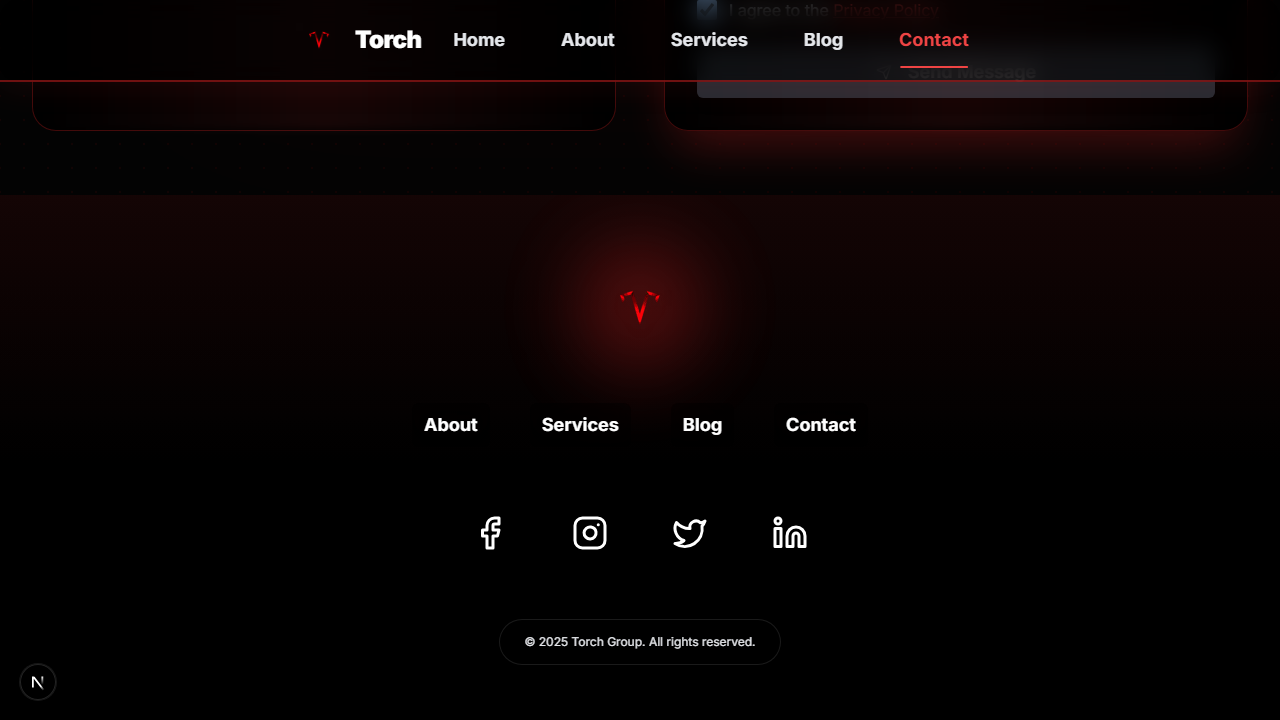 I agree to the Privacy Policy
Torch Home About Services Blog Contact
Send Message
About Services Blog Contact
© 2025 Torch Group. All rights reserved.
N